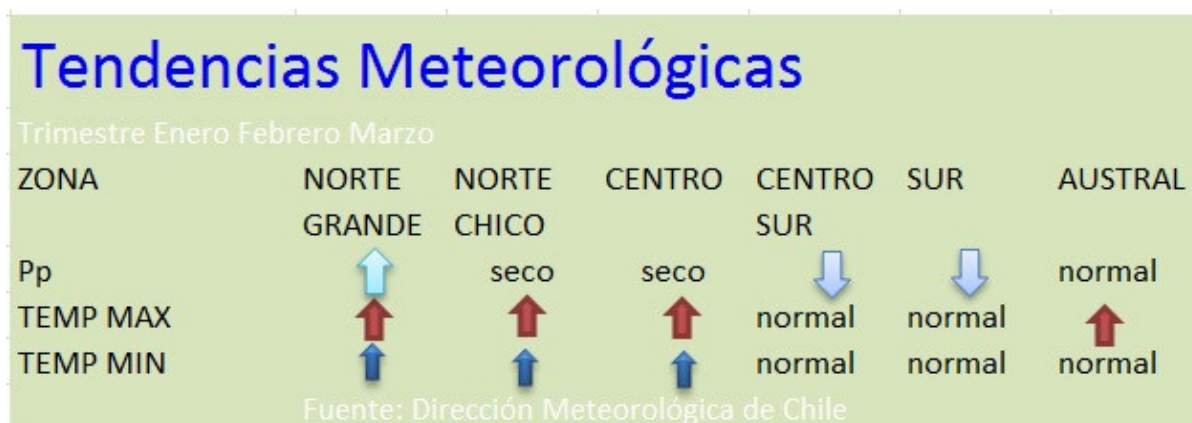 Tendencias Meteorológicas
Trimestre Enero Febrero Marzo
ZONA NORTE GRANDE NORTE CHICO CENTRO CENTRO SUR SUR AUSTRAL
Pp seco seco normal
TEMP MAX normal normal
TEMP MIN normal normal normal
Fuente: Dirección Meteorológica de Chile